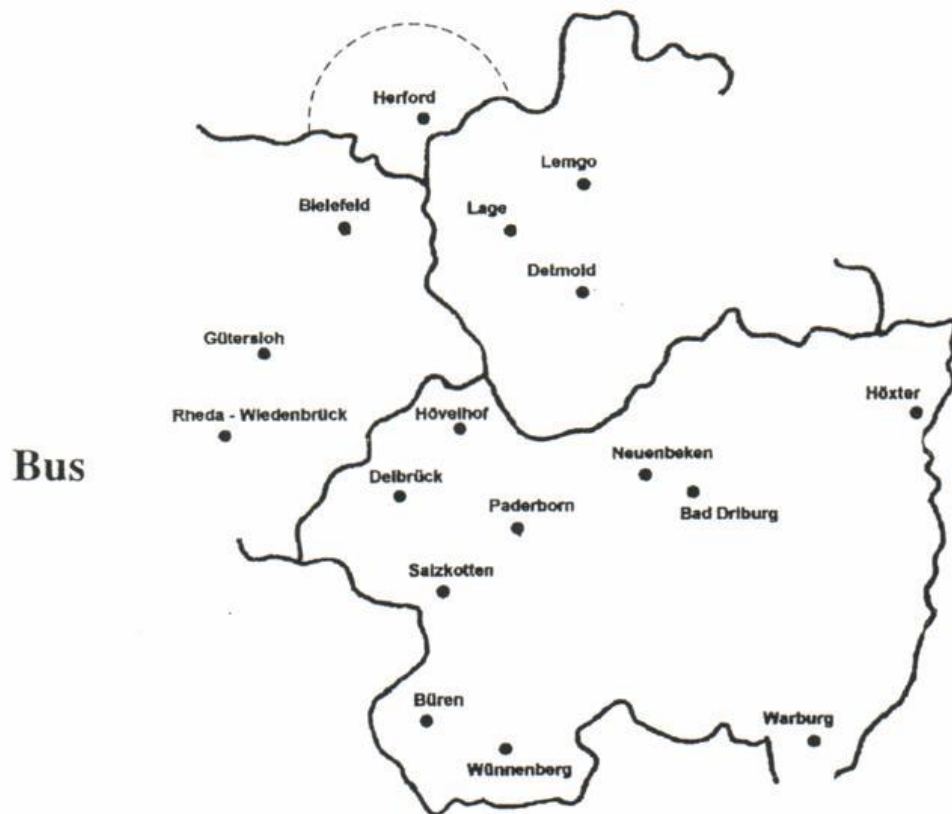 Herford
Lemgo
Bielefeld
Lage
Detmold
Gütersloh
Höxter
Rheda - Wiedenbrück
Hövelhof
Bus
Neuenbeken
Delbrück
Paderborn
Bad Driburg
Salzkotten
Büren
Warburg
Wünnenberg